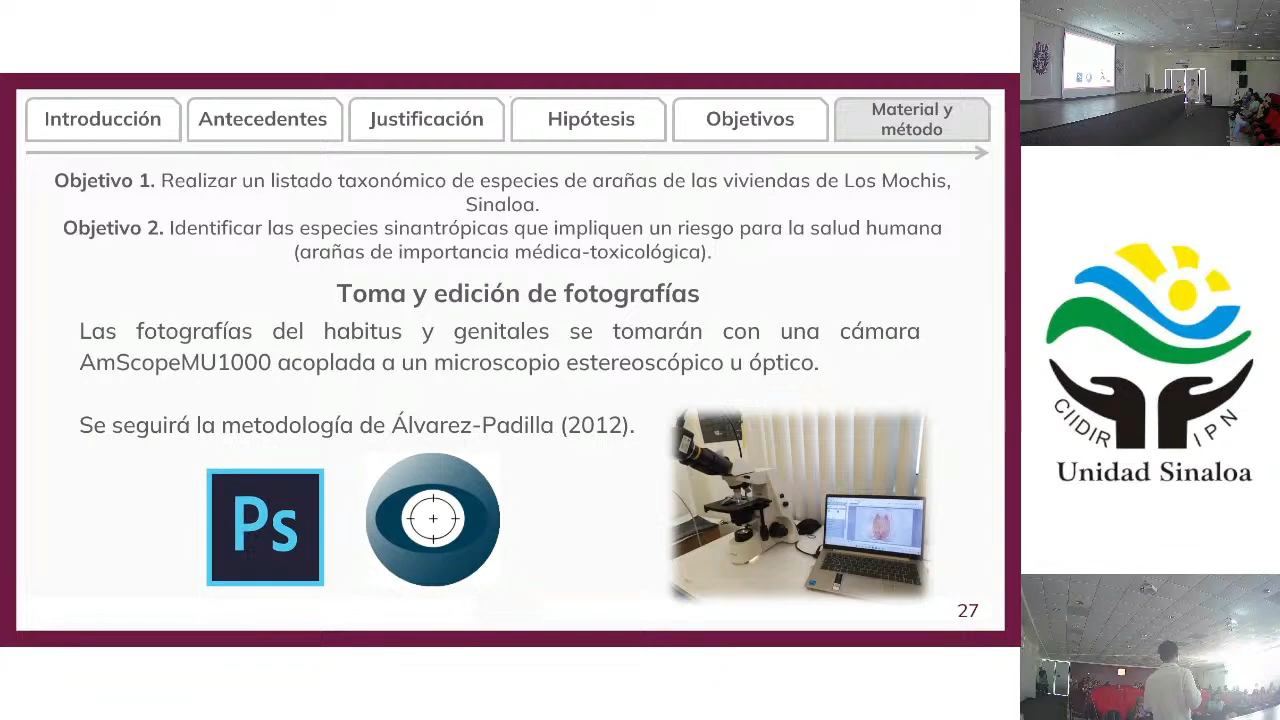 Introducción
Antecedentes
Justificación
Hipótesis
Objetivos
Material y
método
Objetivo 1. Realizar un listado taxonómico de especies de arañas de las viviendas de Los Mochis,
Sinaloa.
Objetivo 2. Identificar las especies sinantrópicas que impliquen un riesgo para la salud humana
(arañas de importancia médica-toxicológica).
Toma y edición de fotografías
Las fotografías del habitus y genitales se tomarán con una cámara
AmScopeMU1000 acoplada a un microscopio estereoscópico u óptico.
Se seguirá la metodología de Álvarez-Padilla (2012).
Ps
27
CIIDIR IPN
Unidad Sinaloa